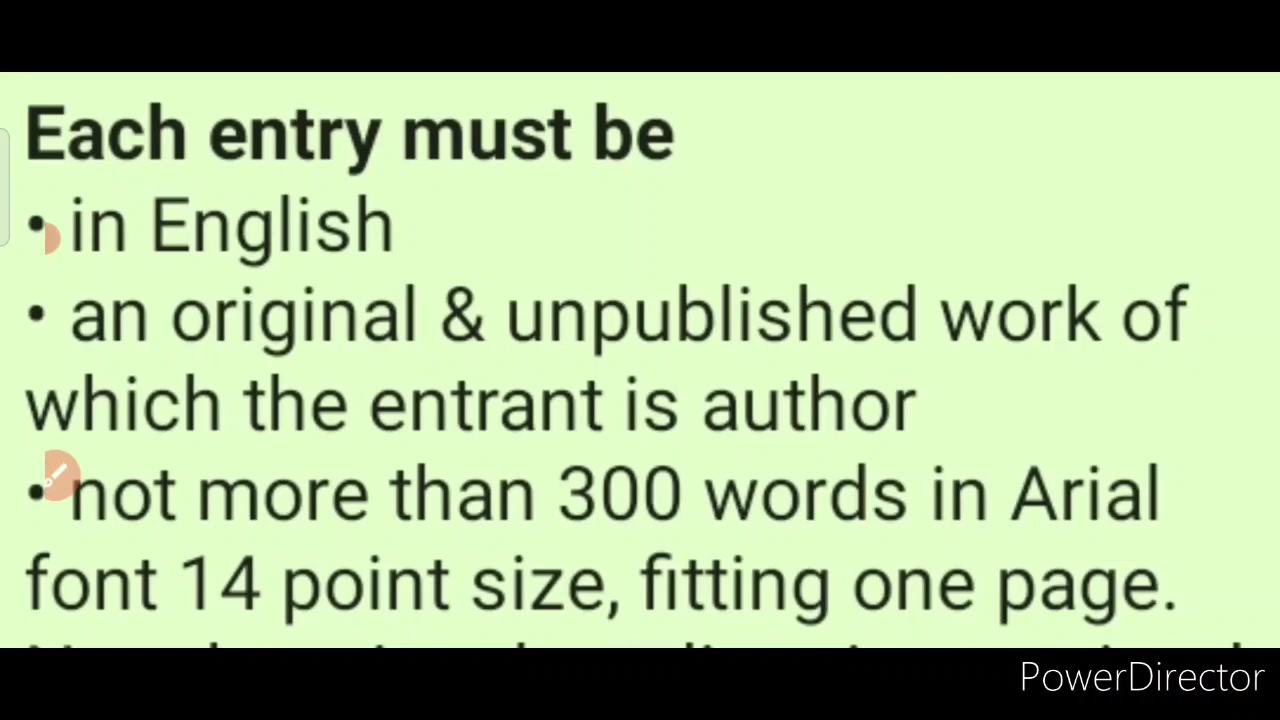 Each entry must be
• in English
• an original & unpublished work of
which the entrant is author
• not more than 300 words in Arial
font 14 point size, fitting one page.
PowerDirector